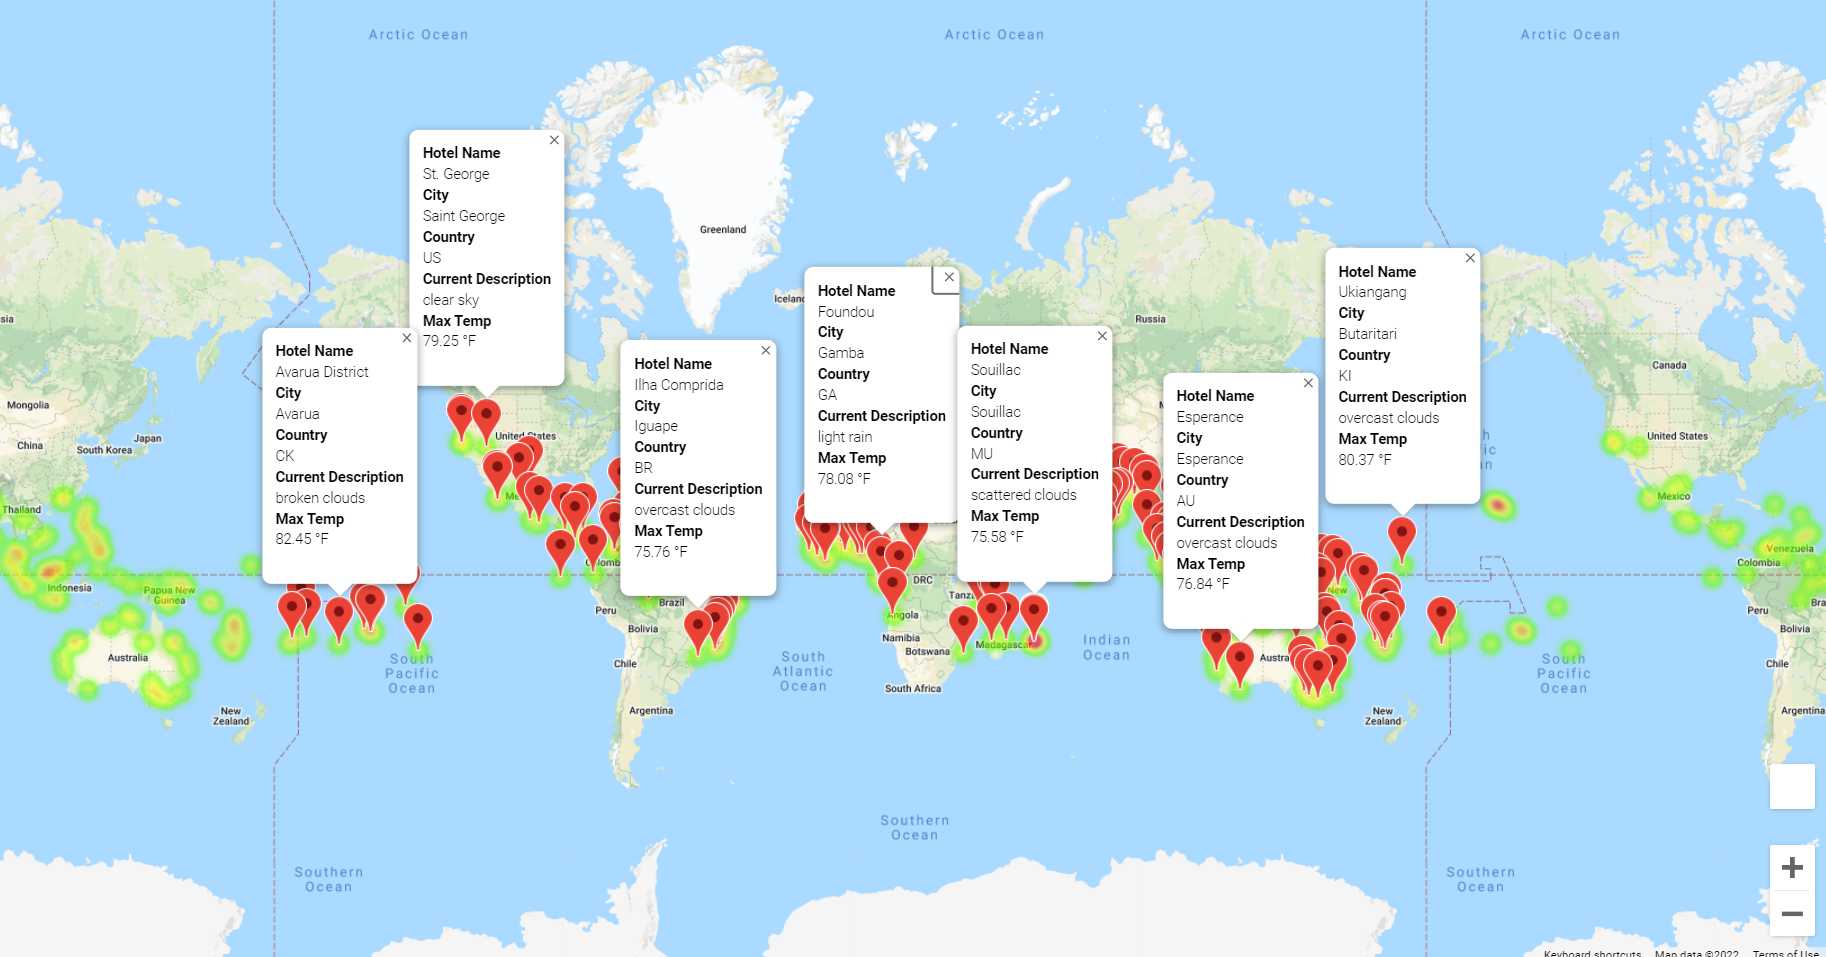 Arctic Ocean
Arctic Ocean
Arctic Ocean
Hotel Name
St. George
City
Saint George
Country
US
Current Description
clear sky
Max Temp
79.25 °F
Hotel Name
Avarua District
City
Avarua
Country
CK
Current Description
broken clouds
Max Temp
82.45 °F
Hotel Name
Ilha Comprida
City
Iguape
Country
BR
Current Description
overcast clouds
Max Temp
75.76 °F
Hotel Name
Foundou
City
Gamba
Country
GA
Current Description
light rain
Max Temp
78.08 °F
Hotel Name
Souillac
City
Souillac
Country
MU
Current Description
scattered clouds
Max Temp
75.58 °F
Hotel Name
Esperance
City
Esperance
Country
AU
Current Description
overcast clouds
Max Temp
76.84 °F
Hotel Name
Ukiangang
City
Butaritari
Country
KI
Current Description
overcast clouds
Max Temp
80.37 °F
Greenland
Russia
Canada
Mongolia
China
Japan
South Korea
Thailand
United States
United States
Mexico
Venezuela
Colombia
Indonesia
Papua New
Guinea
DRC
Angola
Brazil
Peru
Bolivia
Peru
Bolivia
Namibia
Botswana
Madagascar
Indian
Ocean
Australia
Chile
Chile
South
Pacific
Ocean
South
Atlantic
Ocean
South
Pacific
Ocean
South Africa
Argentina
Argentina
New
Zealand
New
Zealand
Southern
Ocean
Southern
Ocean
Southern
Ocean
Keyboard shortcuts
Map data ©2022
Terms of Use